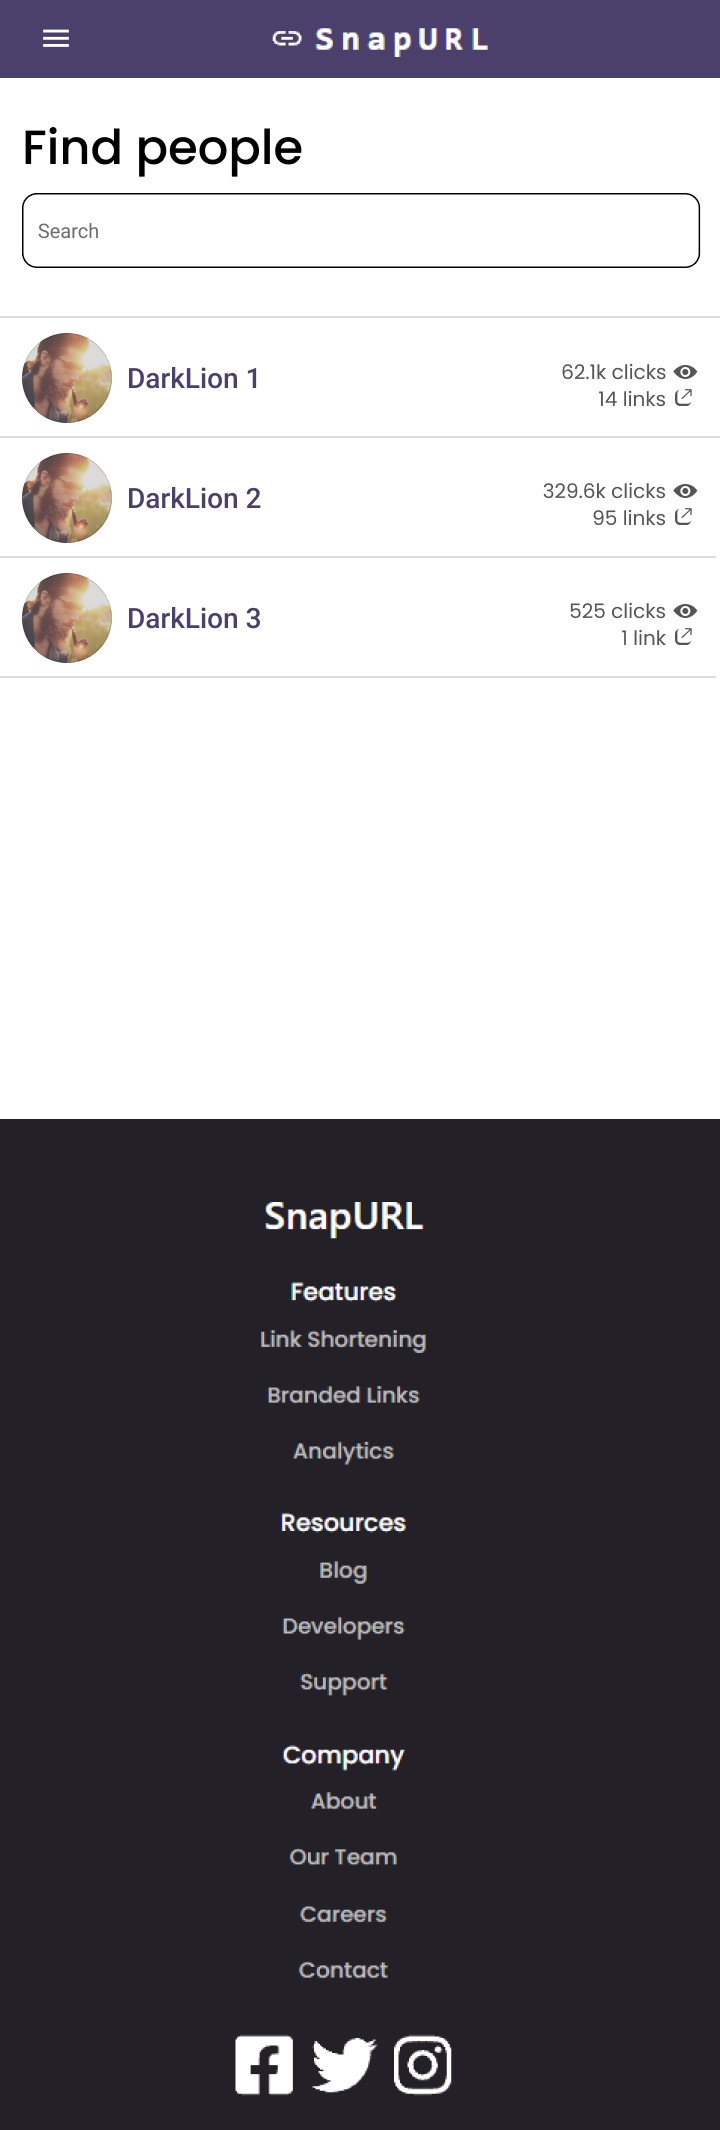 SnapURL
Find people
Search
DarkLion 1
62.1k clicks
14 links
DarkLion 2
329.6k clicks
95 links
DarkLion 3
525 clicks
1 link
SnapURL
Features
Link Shortening
Branded Links
Analytics
Resources
Blog
Developers
Support
Company
About
Our Team
Careers
Contact